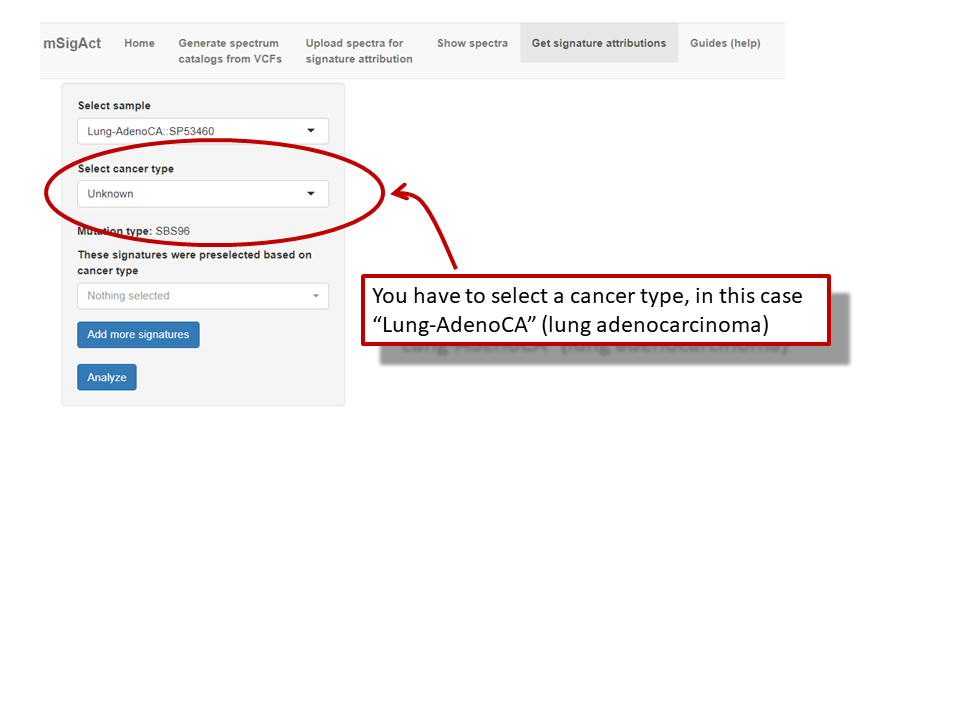 mSigAct Home Generate spectrum catalogs from VCFs Upload spectra for signature attribution Show spectra Get signature attributions Guides (help)
Select sample
Lung-AdenoCA::SP53460
Select cancer type
Unknown
Mutation type: SBS96
These signatures were preselected based on
cancer type
Nothing selected
Add more signatures
Analyze
You have to select a cancer type, in this case
“Lung-AdenoCA” (lung adenocarcinoma)